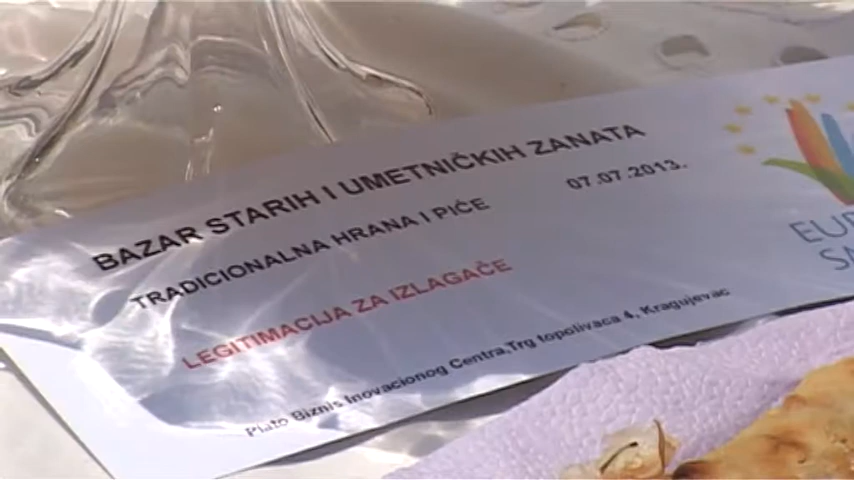 BAZAR STARIH I UMETNIČKIH ZANATA
TRADICIONALNA HRANA I PIĆE 07.07.2013.
LEGITIMACIJA ZA IZLAGAČE
Plato Biznis Inovacionog Centra,Trg topolivaca 4, Kragujevac